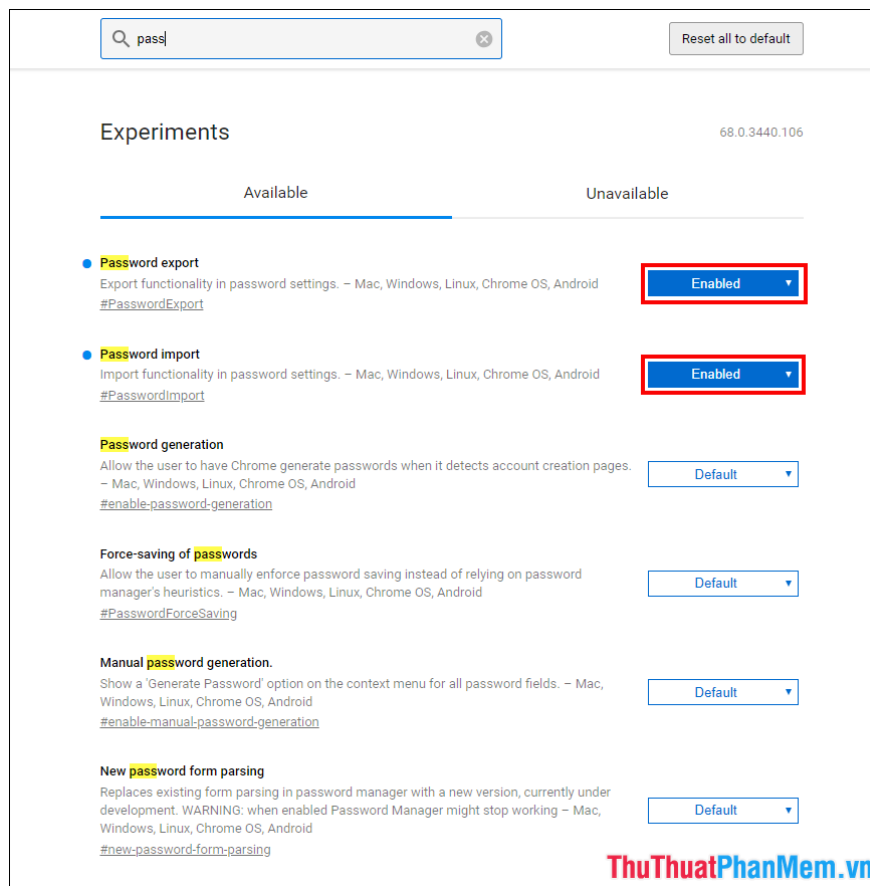 pass
Reset all to default
Experiments
68.0.3440.106
Available
Unavailable
Password export
Export functionality in password settings. – Mac, Windows, Linux, Chrome OS, Android
#PasswordExport
Enabled
Password import
Import functionality in password settings. – Mac, Windows, Linux, Chrome OS, Android
#PasswordImport
Enabled
Password generation
Allow the user to have Chrome generate passwords when it detects account creation pages.
– Mac, Windows, Linux, Chrome OS, Android
#enable-password-generation
Default
Force-saving of passwords
Allow the user to manually enforce password saving instead of relying on password
manager's heuristics. – Mac, Windows, Linux, Chrome OS, Android
#PasswordForceSaving
Default
Manual password generation.
Show a 'Generate Password' option on the context menu for all password fields. – Mac,
Windows, Linux, Chrome OS, Android
#enable-manual-password-generation
Default
New password form parsing
Replaces existing form parsing in password manager with a new version, currently under
development. WARNING: when enabled Password Manager might stop working – Mac,
Windows, Linux, Chrome OS, Android
#new-password-form-parsing
Default
ThuThuatPhanMem.vn